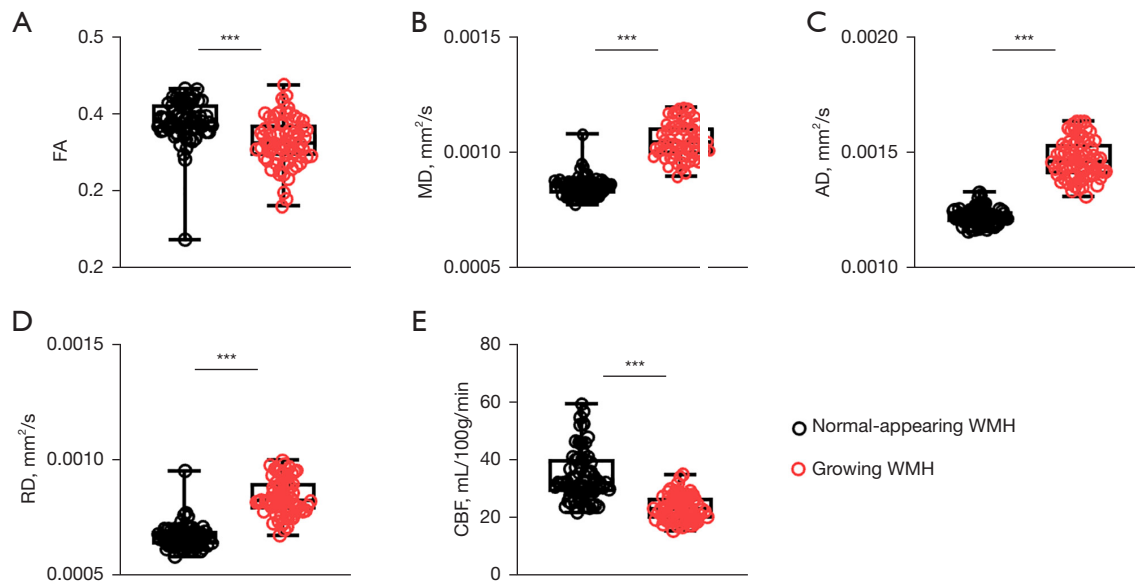 A
0.5
0.4
0.2
0.2
FA
***
B
0.0015
0.0010
0.0005
MD, mm²/s
***
C
0.0020
0.0015
0.0010
AD, mm²/s
***
D
0.0015
0.0010
0.0005
RD, mm²/s
***
E
80
60
40
20
0
CBF, mL/100g/min
***
Normal-appearing WMH
Growing WMH